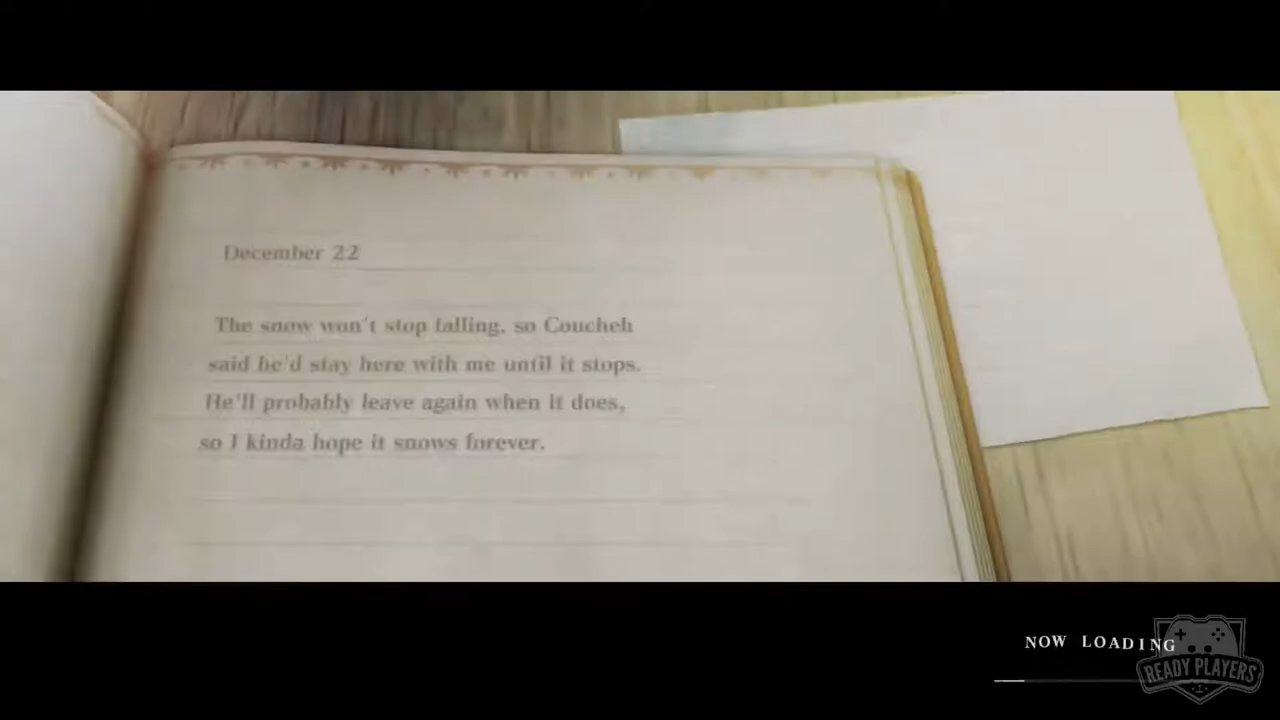 December 22
The snow won't stop falling, so Coucheh
said he'd stay here with me until it stops.
He'll probably leave again when it does,
so I kinda hope it snows forever.
NOW LOADING
READY PLAYERS